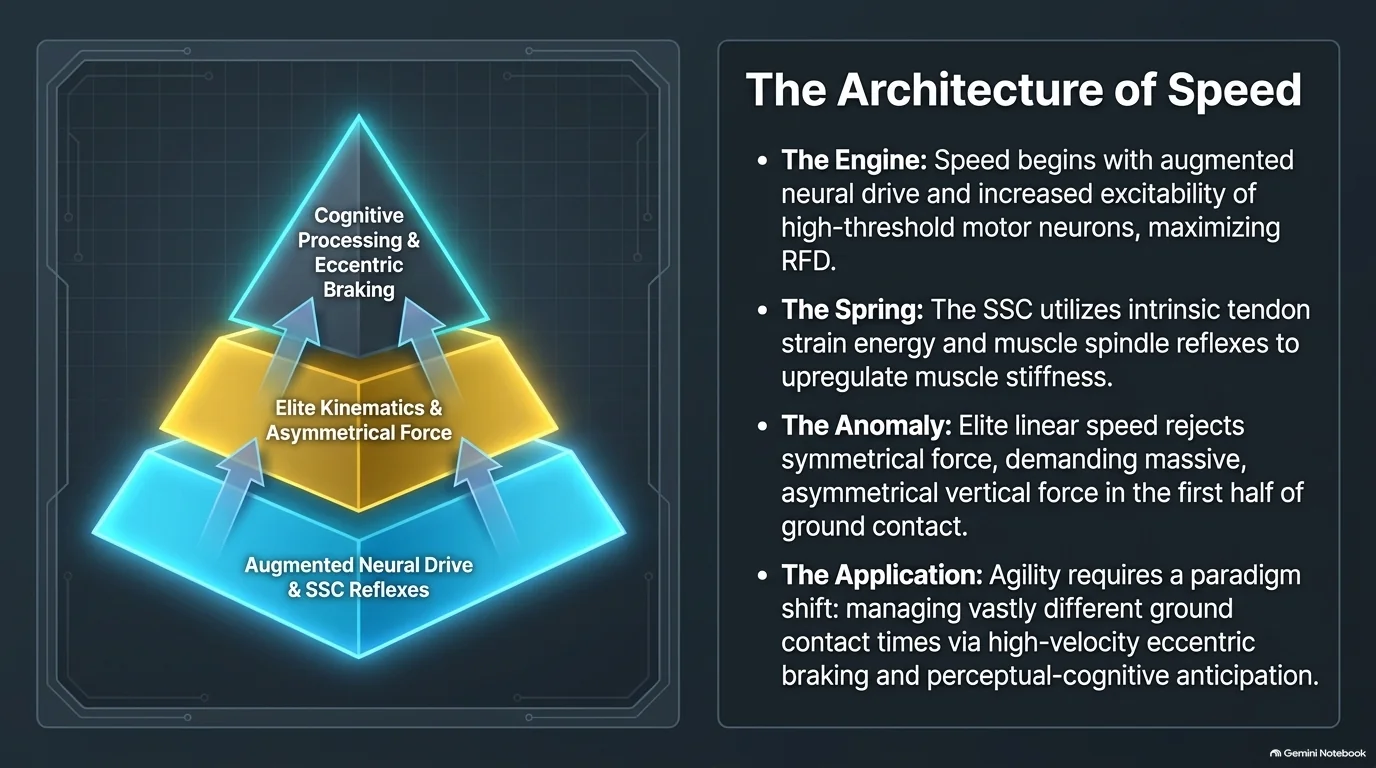 Cognitive
Processing &
Eccentric
Braking
Elite Kinematics &
Asymmetrical Force
Augmented Neural Drive
& SSC Reflexes
The Architecture of Speed
• The Engine: Speed begins with augmented
neural drive and increased excitability of
high-threshold motor neurons, maximizing
RFD.
• The Spring: The SSC utilizes intrinsic tendon
strain energy and muscle spindle reflexes to
upregulate muscle stiffness.
• The Anomaly: Elite linear speed rejects
symmetrical force, demanding massive,
asymmetrical vertical force in the first half of
ground contact.
• The Application: Agility requires a paradigm
shift: managing vastly different ground
contact times via high-velocity eccentric
braking and perceptual-cognitive anticipation.
Gemini Notebook